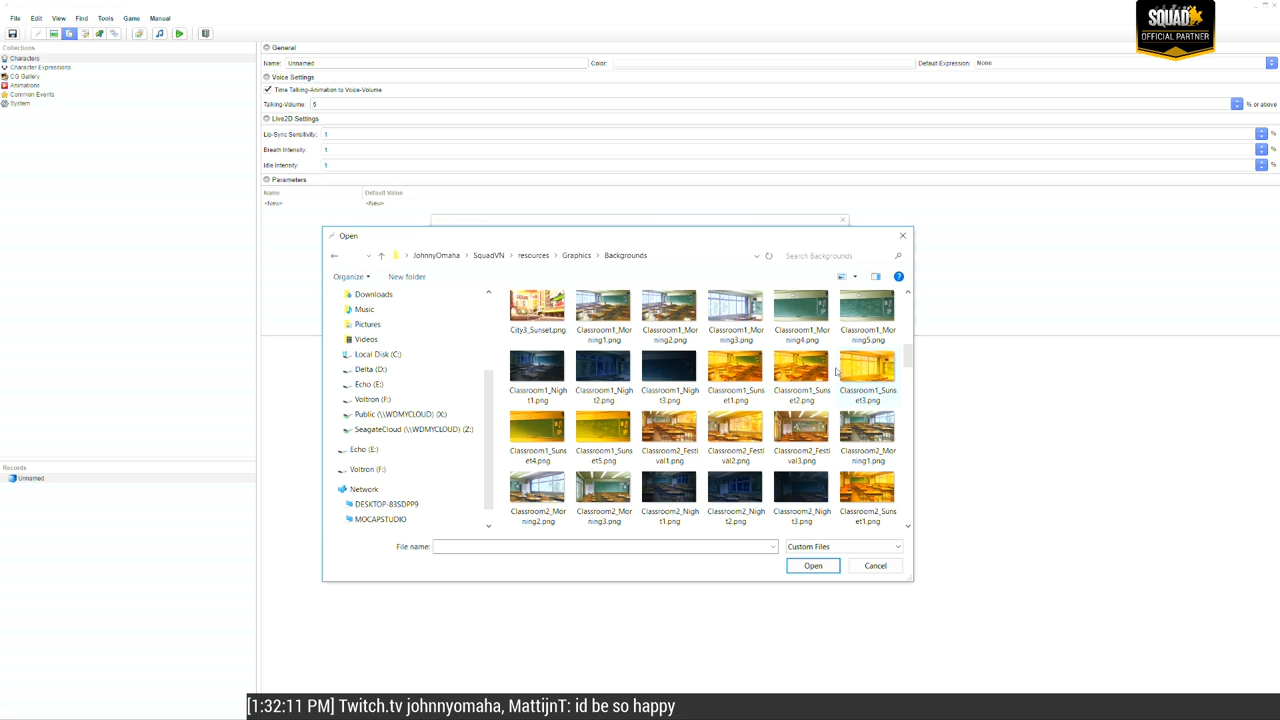 SQUAD
OFFICIAL PARTNER
File Edit View Find Tools Game Manual
Collections
Characters
Character Expressions
CG Gallery
Animations
Common Events
System
General
Name: Unnamed Color: Default Expression: None
Voice Settings
Time Talking-Animation to Voice-Volume
Talking-Volume: 5 % or above
Live2D Settings
Lip-Sync Sensitivity: 1 %
Breath Intensity: 1 %
Idle Intensity: 1 %
Parameters
Name Default Value
<New> <New>
Open
JohnnyOmaha > SquadVN > resources > Graphics > Backgrounds
Search Backgrounds
Organize New folder
Downloads
Music
Pictures
Videos
Local Disk (C:)
Delta (D:)
Echo (E:)
Voltron (F:)
Public (\\WDMYCLOUD) (X:)
SeagateCloud (\\WDMYCLOUD) (Z:)
Echo (E:)
Voltron (F:)
Network
DESKTOP-83SDPP9
MOCAPSTUDIO
City3_Sunset.png Classroom1_Morning1.png Classroom1_Morning2.png Classroom1_Morning3.png Classroom1_Morning4.png Classroom1_Morning5.png
Classroom1_Night1.png Classroom1_Night2.png Classroom1_Night3.png Classroom1_Sunset1.png Classroom1_Sunset2.png Classroom1_Sunset3.png
Classroom1_Sunset4.png Classroom1_Sunset5.png Classroom2_Festival1.png Classroom2_Festival2.png Classroom2_Festival3.png Classroom2_Morning1.png
Classroom2_Morning2.png Classroom2_Morning3.png Classroom2_Night1.png Classroom2_Night2.png Classroom2_Night3.png Classroom2_Sunset1.png
File name: Custom Files
Open Cancel
Records
Unnamed
[1:32:11 PM] Twitch.tv johnnyomaha, MattijnT: id be so happy